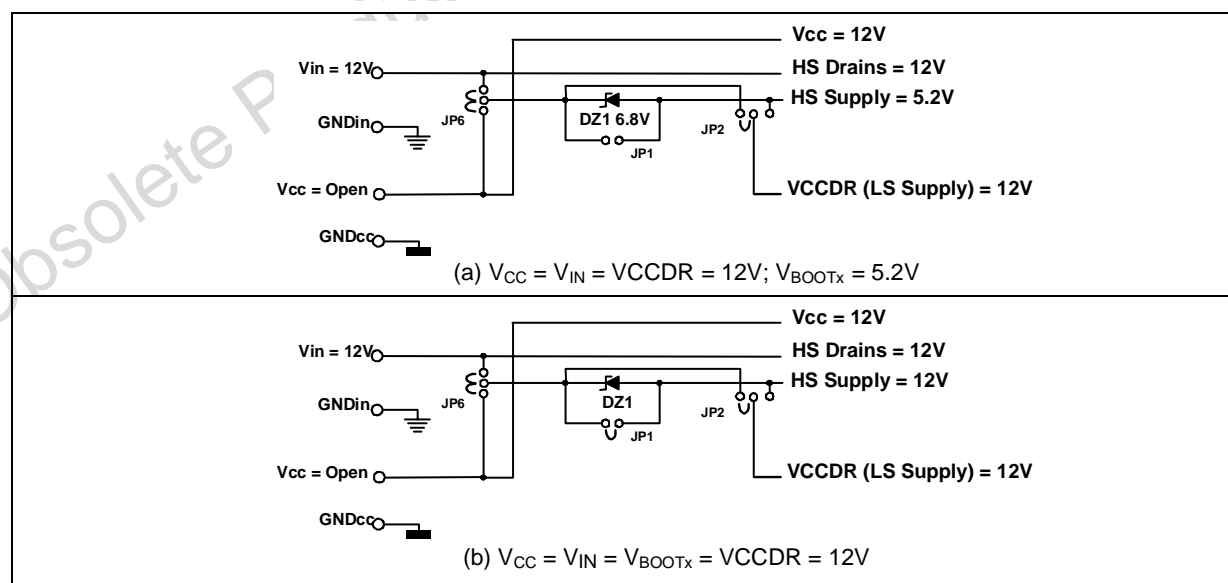 Vcc = 12V
Vin = 12V
HS Drains = 12V
HS Supply = 5.2V
JP6
DZ1 6.8V
JP2
GNDin
JP1
Vcc = Open
VCCDR (LS Supply) = 12V
GNDcc
(a) VCC = VIN = VCCDR = 12V; VBOOTx = 5.2V
Vcc = 12V
Vin = 12V
HS Drains = 12V
HS Supply = 12V
JP6
DZ1
JP2
GNDin
JP1
Vcc = Open
VCCDR (LS Supply) = 12V
GNDcc
(b) VCC = VIN = VBOOTx = VCCDR = 12V